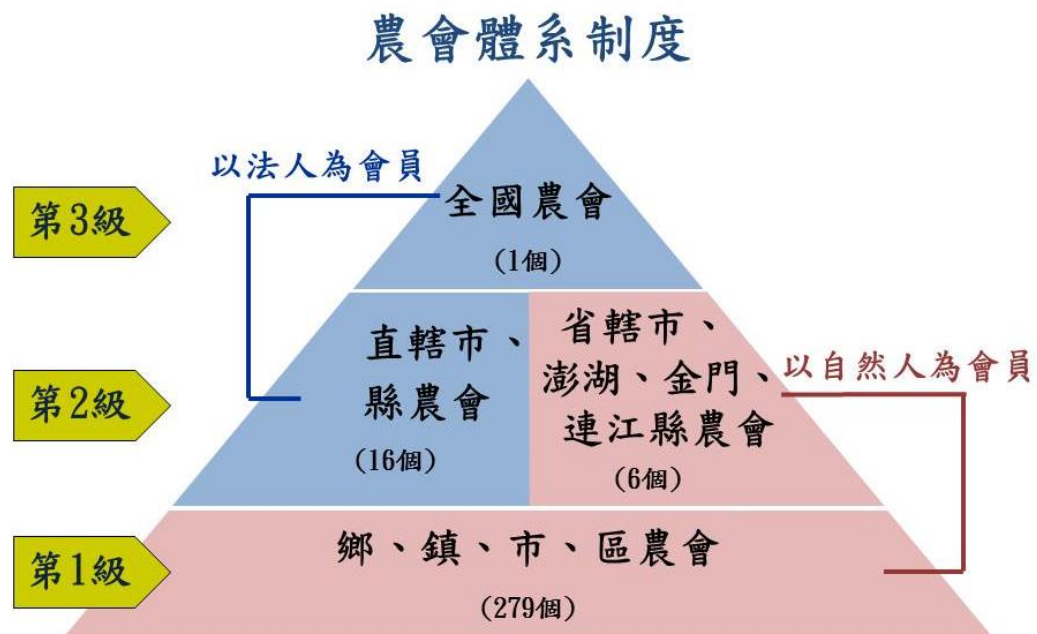 農會體系制度
以法人為會員
第3級
全國農會
(1個)
第2級
直轄市、
縣農會
(16個)
省轄市、
澎湖、金門、
連江縣農會
(6個)
以自然人為會員
第1級
鄉、鎮、市、區農會
(279個)